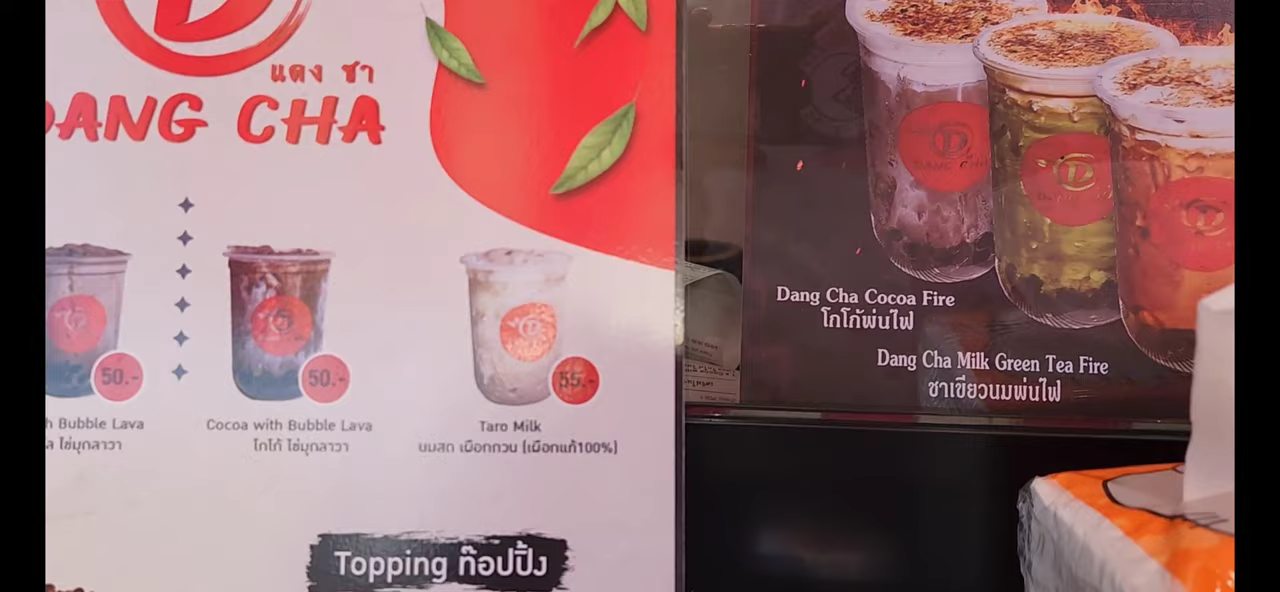 แดง ชา
DANG CHA
50.-
50.-
55.-
h Bubble Lava
ล ไข่มุกลาวา
Cocoa with Bubble Lava
โกโก้ ไข่มุกลาวา
Taro Milk
นมสด เผือกกวน (เผือกแท้100%)
Topping ท๊อปปิ้ง
DANG CHA
Dang Cha Cocoa Fire
โกโก้พ่นไฟ
Dang Cha Milk Green Tea Fire
ชาเขียวนมพ่นไฟ